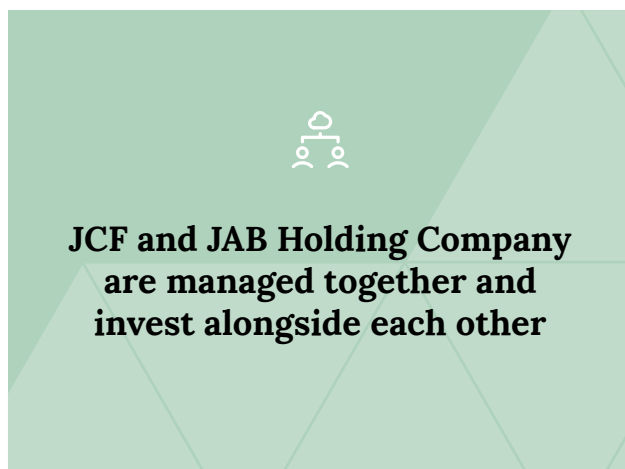 JCF and JAB Holding Company
are managed together and
invest alongside each other